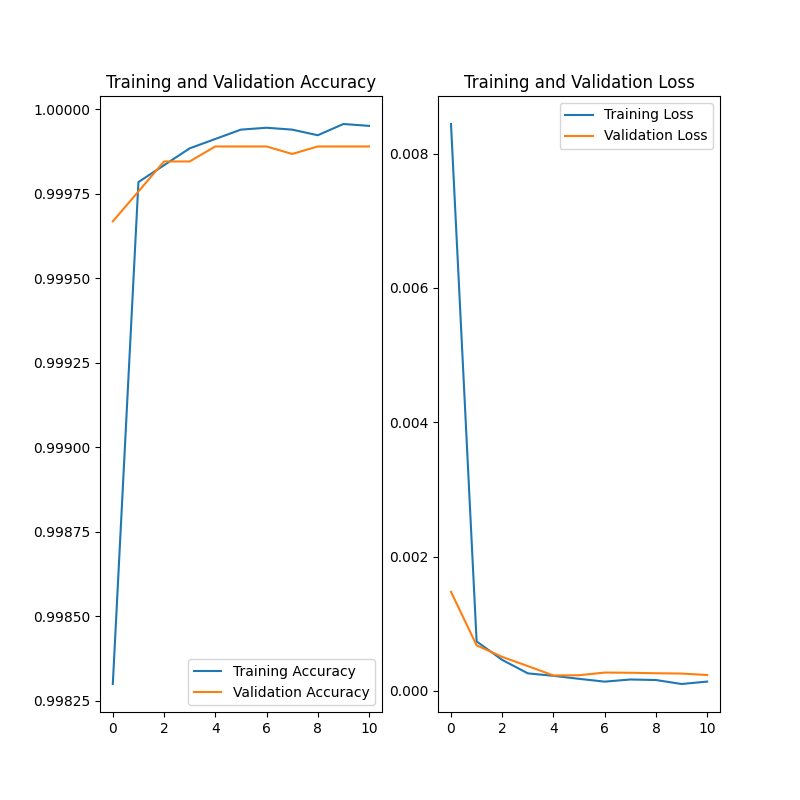 Training and Validation Accuracy
1.00000
0.99975
0.99950
0.99925
0.99900
0.99875
0.99850
0.99825
0 2 4 6 8 10
Training Accuracy
Validation Accuracy
Training and Validation Loss
0.008
0.006
0.004
0.002
0.000
0 2 4 6 8 10
Training Loss
Validation Loss